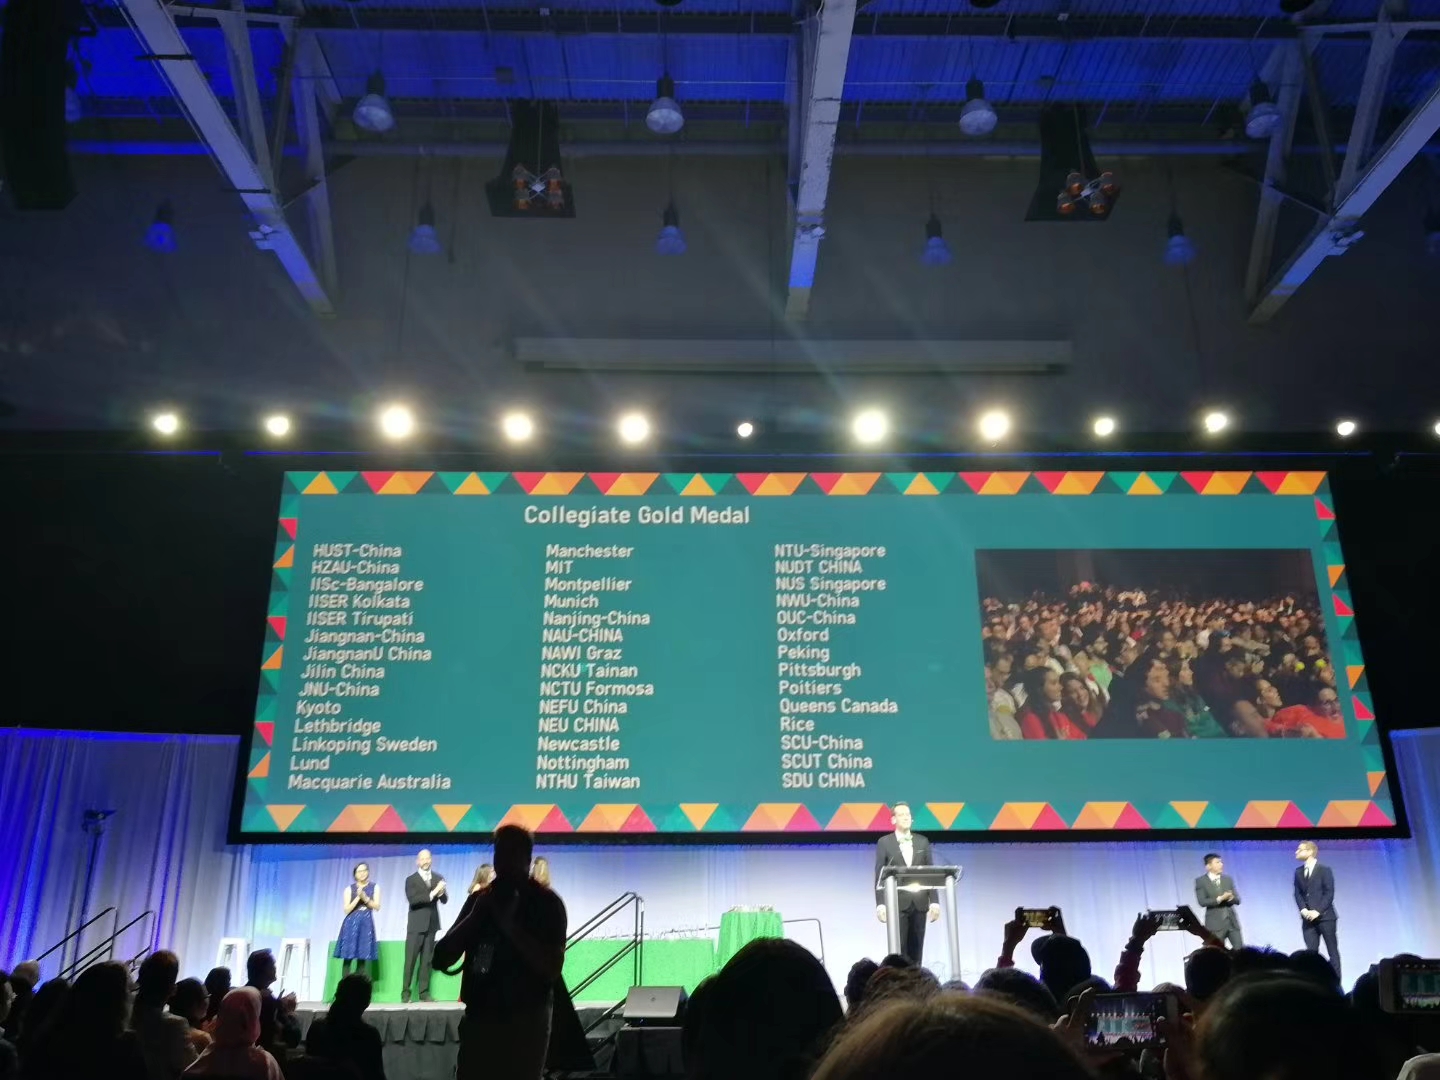 Collegiate Gold Medal
HUST-China
HZAU-China
IISc-Bangalore
IISER Kolkata
IISER Tirupati
Jiangnan-China
JiangnanU China
Jilin China
JNU-China
Kyoto
Lethbridge
Linkoping Sweden
Lund
Macquarie Australia
Manchester
MIT
Montpellier
Munich
Nanjing-China
NAU-CHINA
NAWI Graz
NCKU Tainan
NCTU Formosa
NEFU China
NEU CHINA
Newcastle
Nottingham
NTHU Taiwan
NTU-Singapore
NUDT CHINA
NUS Singapore
NWU-China
OUC-China
Oxford
Peking
Pittsburgh
Poitiers
Queens Canada
Rice
SCU-China
SCUT China
SDU CHINA